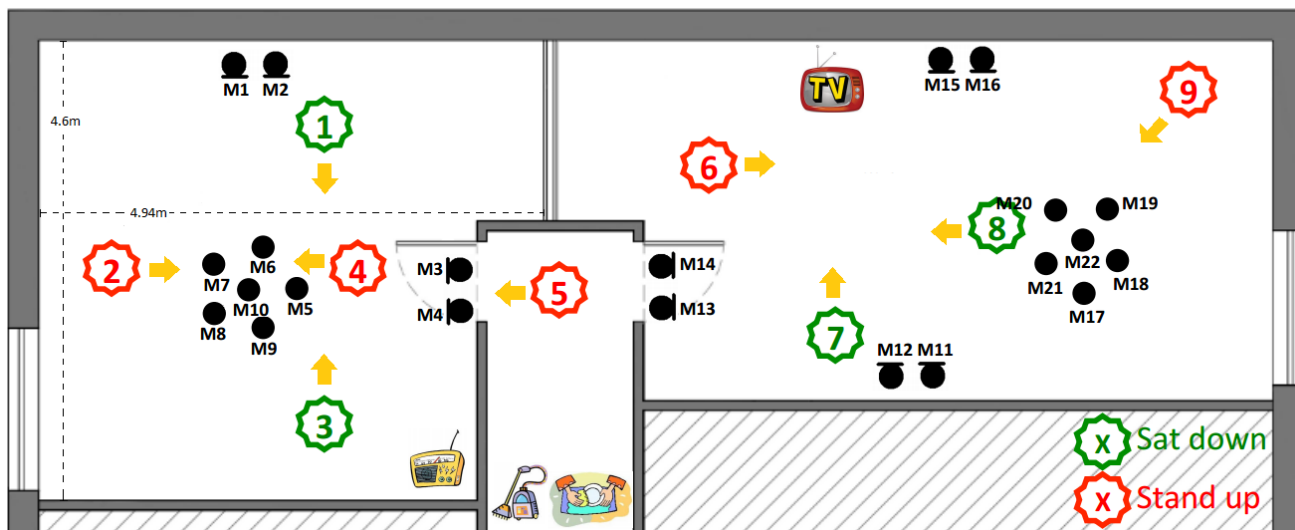 M1 M2
1
4.6m
4.94m
2
M6
M7
4
M10
M5
M8
M9
3
M3
M4
5
TV
M15 M16
9
6
M20
M19
8
M14
M22
M21
M18
M13
M17
7
M12 M11
X Sat down
X Stand up